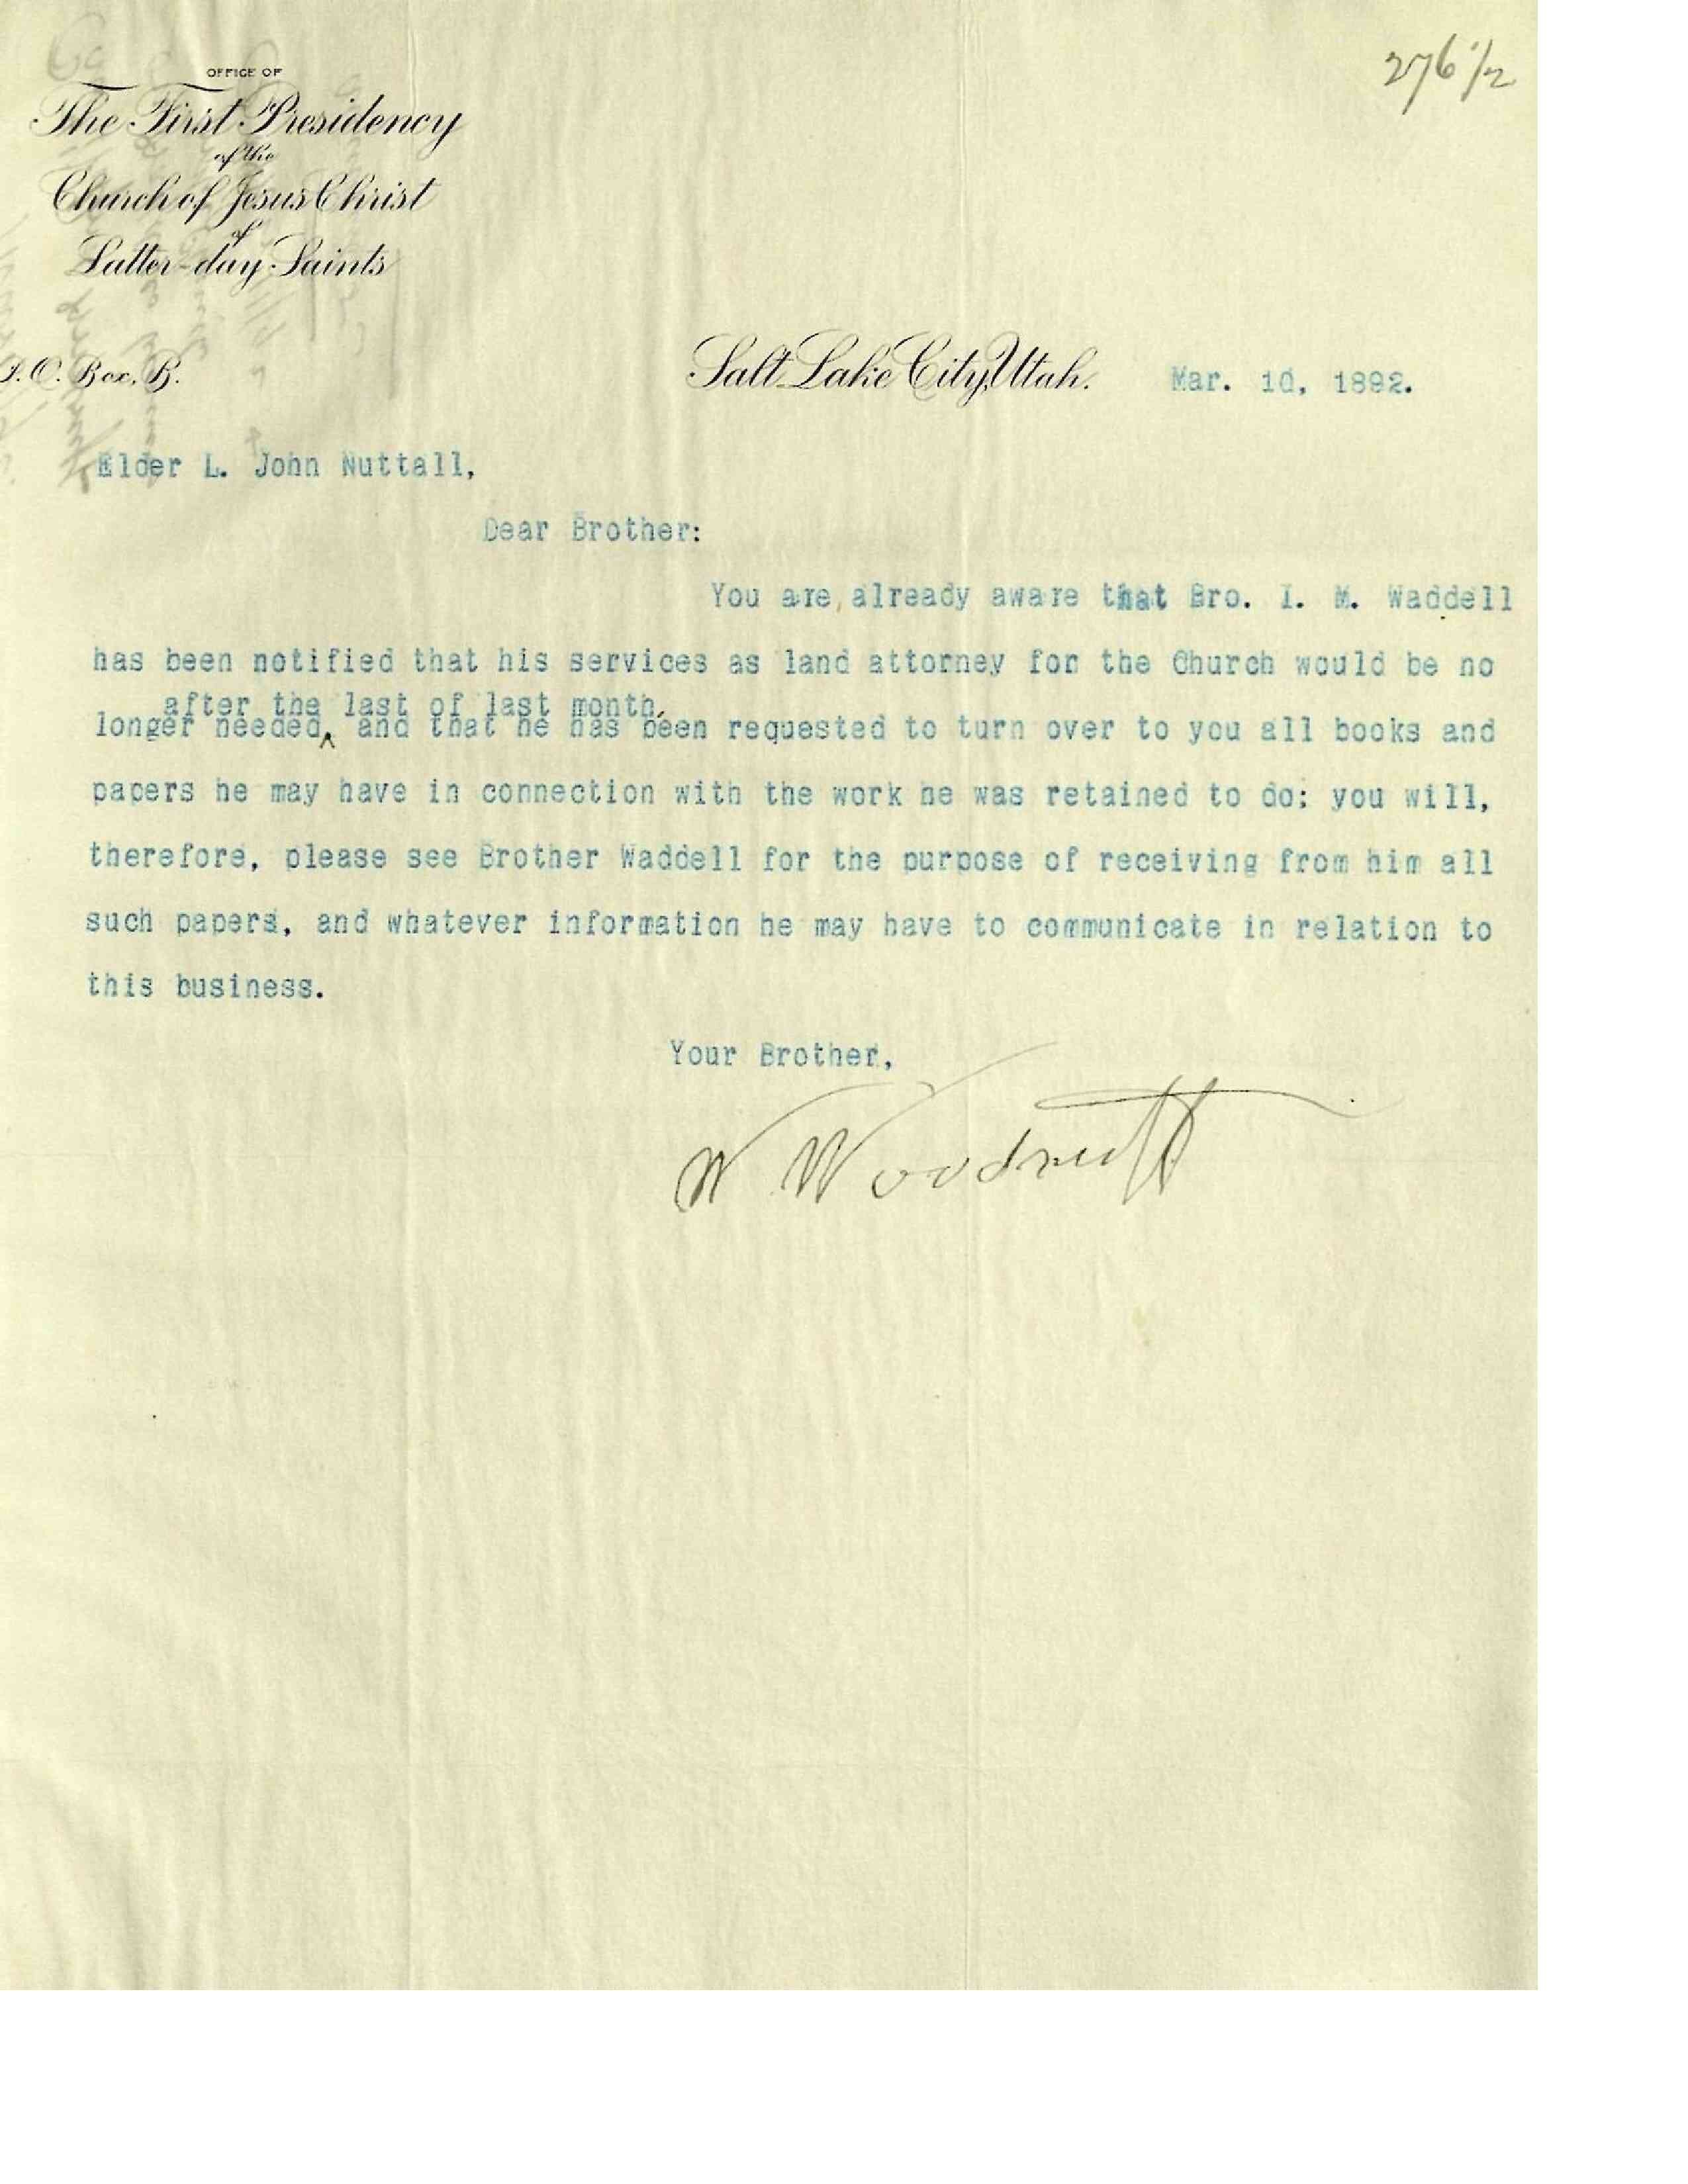 276 1/2
OFFICE OF
The First Presidency
of the
Church of Jesus Christ
of
Latter-day Saints
P.O. Box, B.
Salt Lake City, Utah. Mar. 10, 1892.
Elder L. John Nuttall,
Dear Brother:
You are, already aware that Bro. I. M. Waddell
has been notified that his services as land attorney for the Church would be no
after the last of last month,
longer needed‸ and that he has been requested to turn over to you all books and
papers he may have in connection with the work he was retained to do; you will,
therefore, please see Brother Waddell for the purpose of receiving from him all
such papers, and whatever information he may have to communicate in relation to
this business.
Your Brother,
W Woodruff